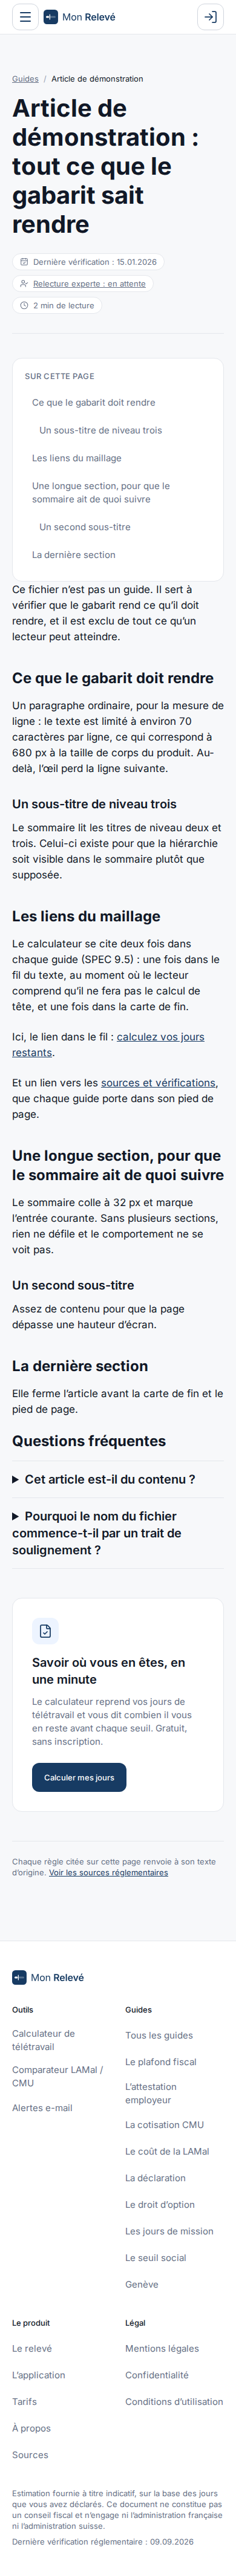 Mon Relevé
Guides / Article de démonstration
Article de
démonstration :
tout ce que le
gabarit sait
rendre
Dernière vérification : 15.01.2026
Relecture experte : en attente
2 min de lecture
SUR CETTE PAGE
Ce que le gabarit doit rendre
Un sous-titre de niveau trois
Les liens du maillage
Une longue section, pour que le
sommaire ait de quoi suivre
Un second sous-titre
La dernière section
Ce fichier n’est pas un guide. Il sert à
vérifier que le gabarit rend ce qu’il doit
rendre, et il est exclu de tout ce qu’un
lecteur peut atteindre.
Ce que le gabarit doit rendre
Un paragraphe ordinaire, pour la mesure de
ligne : le texte est limité à environ 70
caractères par ligne, ce qui correspond à
680 px à la taille de corps du produit. Au-
delà, l’œil perd la ligne suivante.
Un sous-titre de niveau trois
Le sommaire lit les titres de niveau deux et
trois. Celui-ci existe pour que la hiérarchie
soit visible dans le sommaire plutôt que
supposée.
Les liens du maillage
Le calculateur se cite deux fois dans
chaque guide (SPEC 9.5) : une fois dans le
fil du texte, au moment où le lecteur
comprend qu’il ne fera pas le calcul de
tête, et une fois dans la carte de fin.
Ici, le lien dans le fil : calculez vos jours
restants.
Et un lien vers les sources et vérifications,
que chaque guide porte dans son pied de
page.
Une longue section, pour que
le sommaire ait de quoi suivre
Le sommaire colle à 32 px et marque
l’entrée courante. Sans plusieurs sections,
rien ne défile et le comportement ne se
voit pas.
Un second sous-titre
Assez de contenu pour que la page
dépasse une hauteur d’écran.
La dernière section
Elle ferme l’article avant la carte de fin et le
pied de page.
Questions fréquentes
Cet article est-il du contenu ?
Pourquoi le nom du fichier
commence-t-il par un trait de
soulignement ?
Savoir où vous en êtes, en
une minute
Le calculateur reprend vos jours de
télétravail et vous dit combien il vous
en reste avant chaque seuil. Gratuit,
sans inscription.
Calculer mes jours
Chaque règle citée sur cette page renvoie à son texte
d’origine. Voir les sources réglementaires
Mon Relevé
Outils
Calculateur de
télétravail
Comparateur LAMal /
CMU
Alertes e-mail
Guides
Tous les guides
Le plafond fiscal
L’attestation
employeur
La cotisation CMU
Le coût de la LAMal
La déclaration
Le droit d’option
Les jours de mission
Le seuil social
Genève
Le produit
Le relevé
L’application
Tarifs
À propos
Sources
Légal
Mentions légales
Confidentialité
Conditions d’utilisation
Estimation fournie à titre indicatif, sur la base des jours
que vous avez déclarés. Ce document ne constitue pas
un conseil fiscal et n’engage ni l’administration française
ni l’administration suisse.
Dernière vérification réglementaire : 09.09.2026